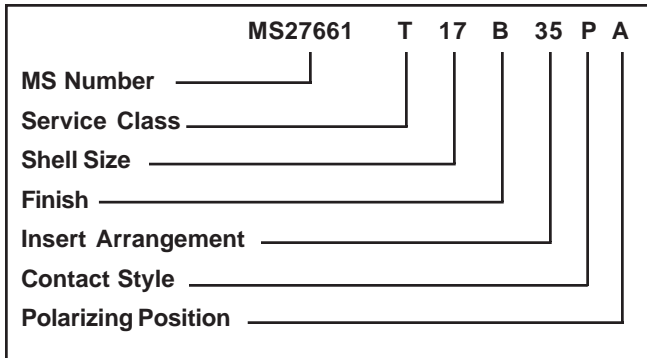 MS27661 T 17 B 35 P A
MS Number
Service Class
Shell Size
Finish
Insert Arrangement
Contact Style
Polarizing Position